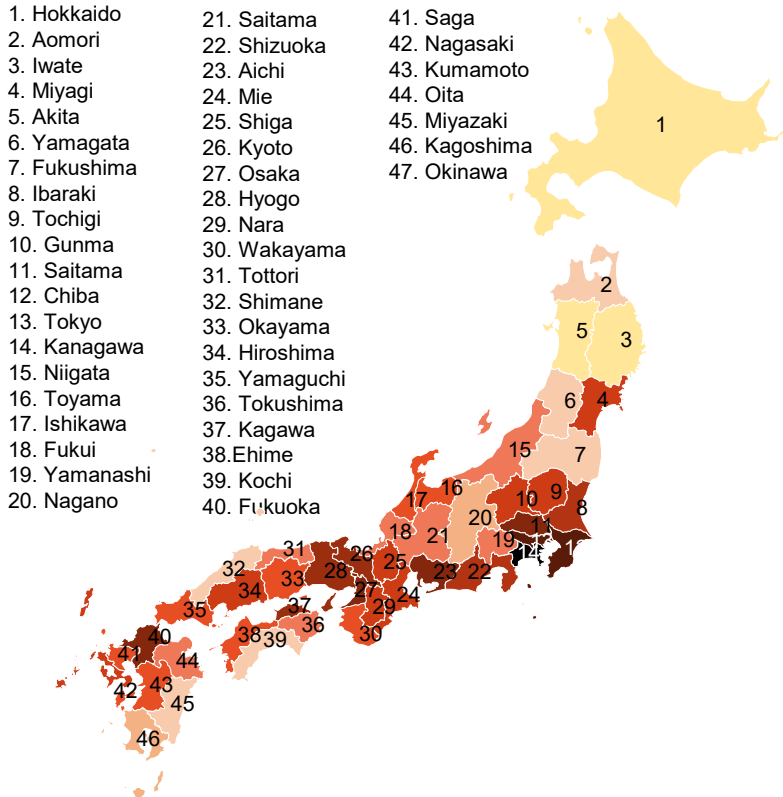 1. Hokkaido
2. Aomori
3. Iwate
4. Miyagi
5. Akita
6. Yamagata
7. Fukushima
8. Ibaraki
9. Tochigi
10. Gunma
11. Saitama
12. Chiba
13. Tokyo
14. Kanagawa
15. Niigata
16. Toyama
17. Ishikawa
18. Fukui
19. Yamanashi
20. Nagano
21. Saitama
22. Shizuoka
23. Aichi
24. Mie
25. Shiga
26. Kyoto
27. Osaka
28. Hyogo
29. Nara
30. Wakayama
31. Tottori
32. Shimane
33. Okayama
34. Hiroshima
35. Yamaguchi
36. Tokushima
37. Kagawa
38.Ehime
39. Kochi
40. Fukuoka
41. Saga
42. Nagasaki
43. Kumamoto
44. Oita
45. Miyazaki
46. Kagoshima
47. Okinawa
1
2
5
3
6
4
15
7
16
17
10
9
8
20
18
21
11
19
14
31
26
25
32
28
33
23
22
34
27
24
37
29
35
36
30
40
38
39
41
44
43
42
45
46